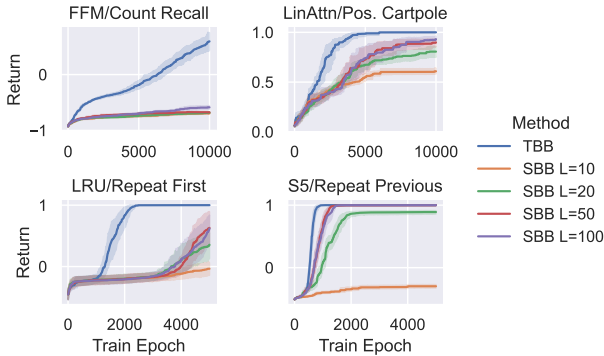 FFM/Count Recall
LinAttn/Pos. Cartpole
Return
0
−1
0
5000
10000
1.0
0.5
0.0
0
5000
10000
Method
TBB
SBB L=10
SBB L=20
SBB L=50
SBB L=100
LRU/Repeat First
S5/Repeat Previous
Return
1
0
0
2000
4000
Train Epoch
1
0
0
2000
4000
Train Epoch